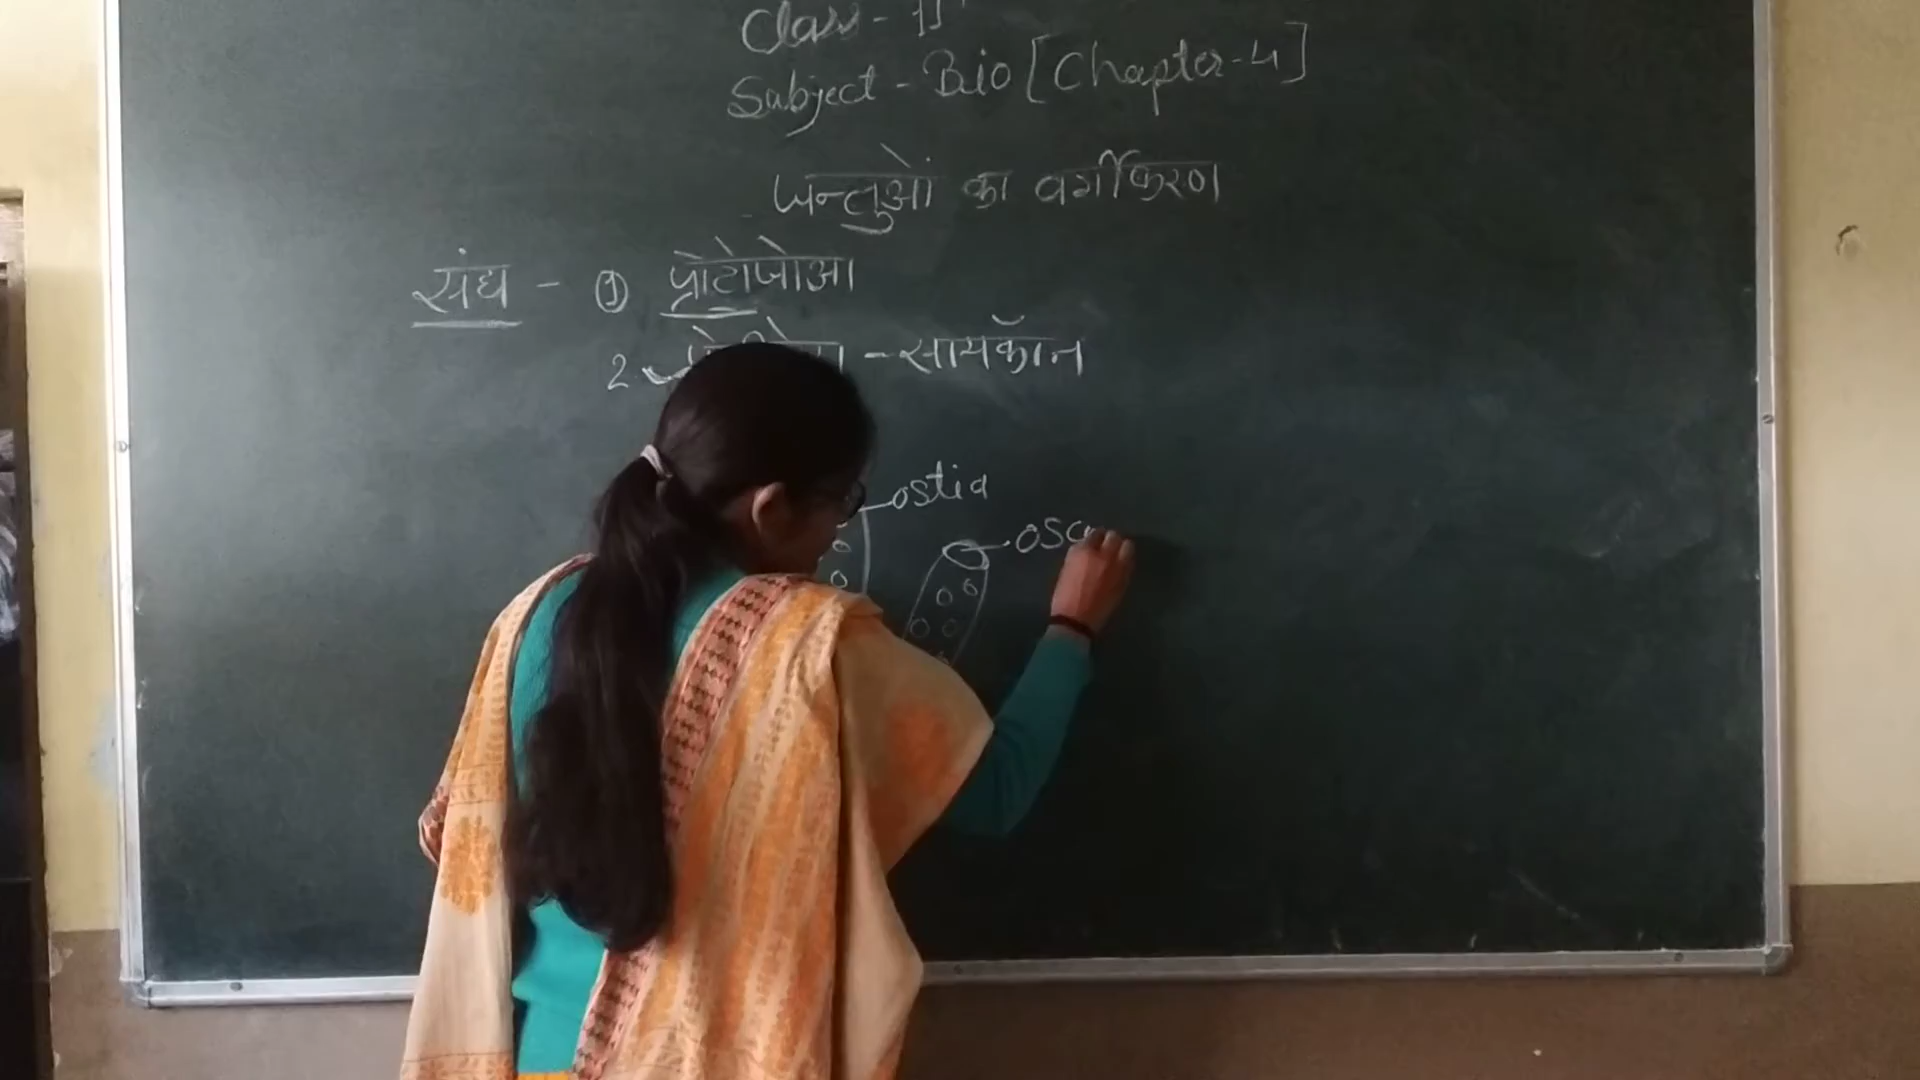 Class - 11
Subject - Bio [Chapter-4]
जन्तुओं का वर्गीकरण
संघ - ① प्रोटोजोआ
2. - सायकॉन
ostia
osc